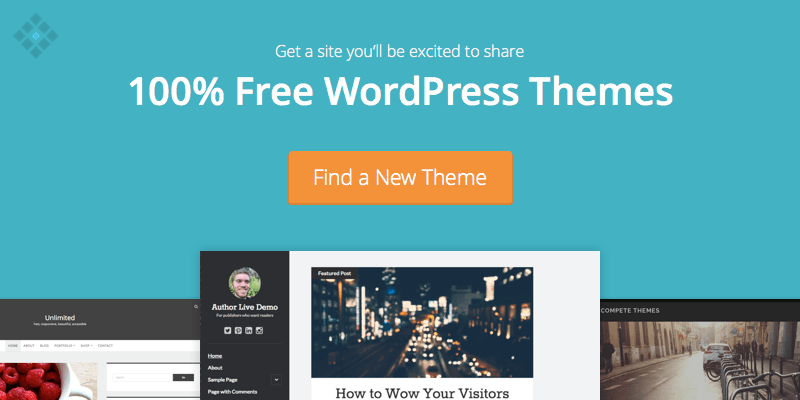 Get a site you'll be excited to share
100% Free WordPress Themes
Find a New Theme
Unlimited
Fast, responsive, beautiful, accessible
HOME ABOUT BLOG PORTFOLIO SHOP CONTACT
Search
Author Live Demo
For publishers who want readers
Home
About
Sample Page
Page with Comments
Featured Post
How to Wow Your Visitors
COMPETE THEMES